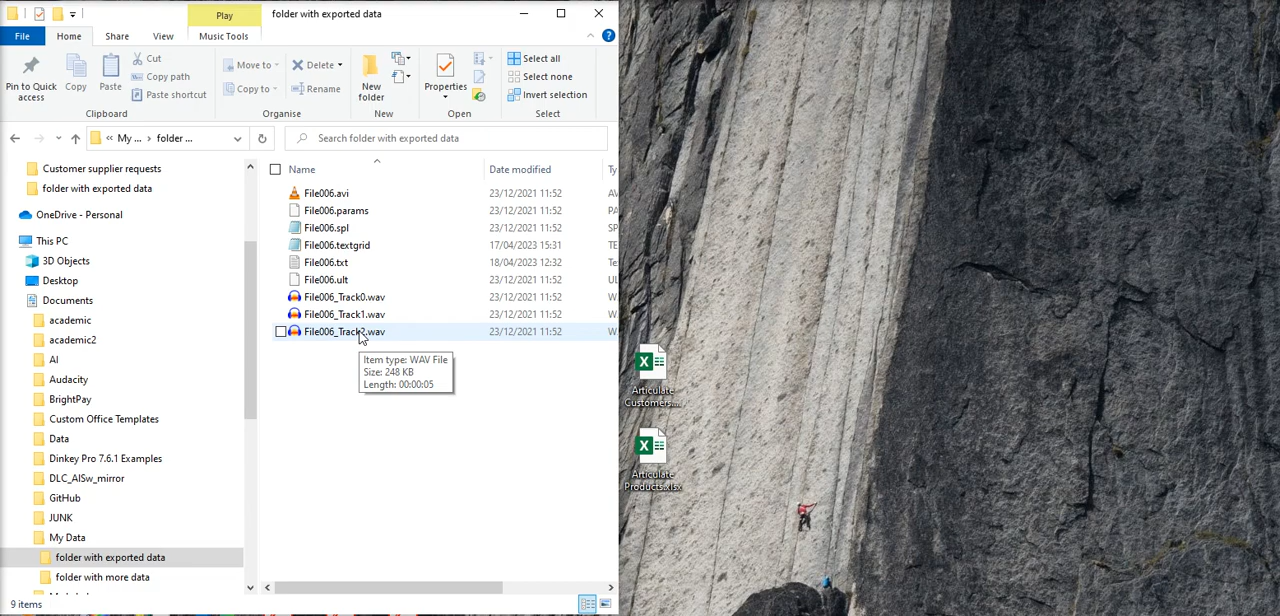 Play
folder with exported data
File
Home
Share
View
Music Tools
Pin to Quick access
Copy
Paste
Cut
Copy path
Paste shortcut
Clipboard
Move to
Copy to
Delete
Rename
Organise
New folder
New
Properties
Open
Select all
Select none
Invert selection
Select
« My ... › folder ...
Search folder with exported data
Customer supplier requests
folder with exported data
OneDrive - Personal
This PC
3D Objects
Desktop
Documents
academic
academic2
AI
Audacity
BrightPay
Custom Office Templates
Data
Dinkey Pro 7.6.1 Examples
DLC_AISw_mirror
GitHub
JUNK
My Data
folder with exported data
folder with more data
Name Date modified Ty
File006.avi 23/12/2021 11:52 AV
File006.params 23/12/2021 11:52 PA
File006.spl 23/12/2021 11:52 SP
File006.textgrid 17/04/2023 15:31 TE
File006.txt 18/04/2023 12:32 Te
File006.ult 23/12/2021 11:52 UL
File006_Track0.wav 23/12/2021 11:52 W
File006_Track1.wav 23/12/2021 11:52 W
File006_Track2.wav 23/12/2021 11:52 W
Item type: WAV File
Size: 248 KB
Length: 00:00:05
9 items
Articulate
Customers....
Articulate
Products.xlsx